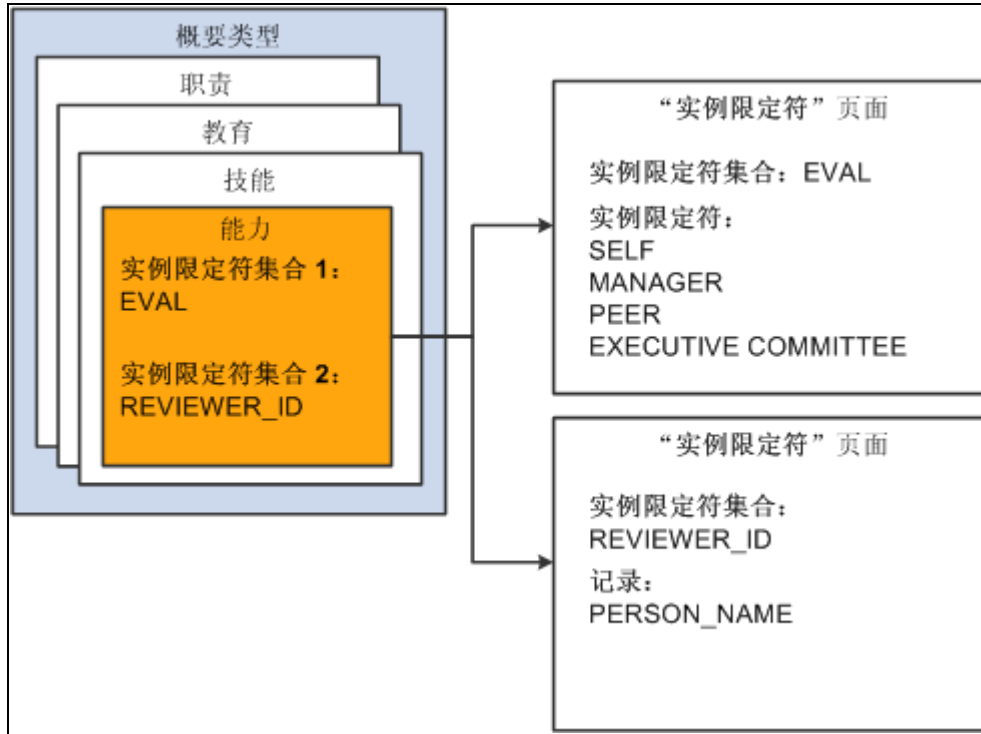 概要类型
职责
教育
技能
能力
实例限定符集合 1：
EVAL
实例限定符集合 2：
REVIEWER_ID
“实例限定符”页面
实例限定符集合：EVAL
实例限定符：
SELF
MANAGER
PEER
EXECUTIVE COMMITTEE
“实例限定符”页面
实例限定符集合：
REVIEWER_ID
记录：
PERSON_NAME